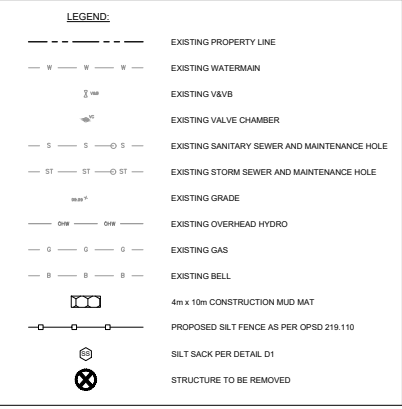 LEGEND:
EXISTING PROPERTY LINE
W W W EXISTING WATERMAIN
V&VB EXISTING V&VB
VC EXISTING VALVE CHAMBER
S S S EXISTING SANITARY SEWER AND MAINTENANCE HOLE
ST ST ST EXISTING STORM SEWER AND MAINTENANCE HOLE
EXISTING GRADE
OHW OHW EXISTING OVERHEAD HYDRO
G G G EXISTING GAS
B B B EXISTING BELL
4m x 10m CONSTRUCTION MUD MAT
PROPOSED SILT FENCE AS PER OPSD 219.110
SS SILT SACK PER DETAIL D1
STRUCTURE TO BE REMOVED